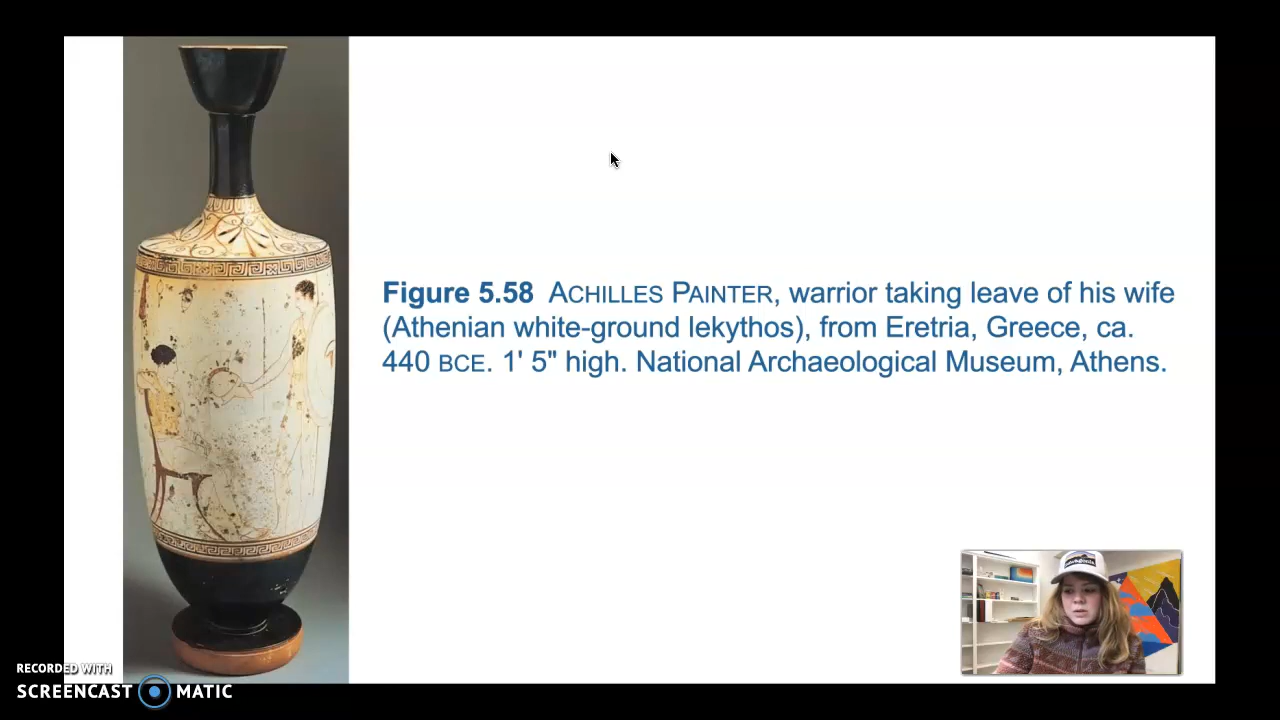 Figure 5.58 ACHILLES PAINTER, warrior taking leave of his wife
(Athenian white-ground lekythos), from Eretria, Greece, ca.
440 BCE. 1' 5" high. National Archaeological Museum, Athens.
RECORDED WITH
SCREENCAST MATIC